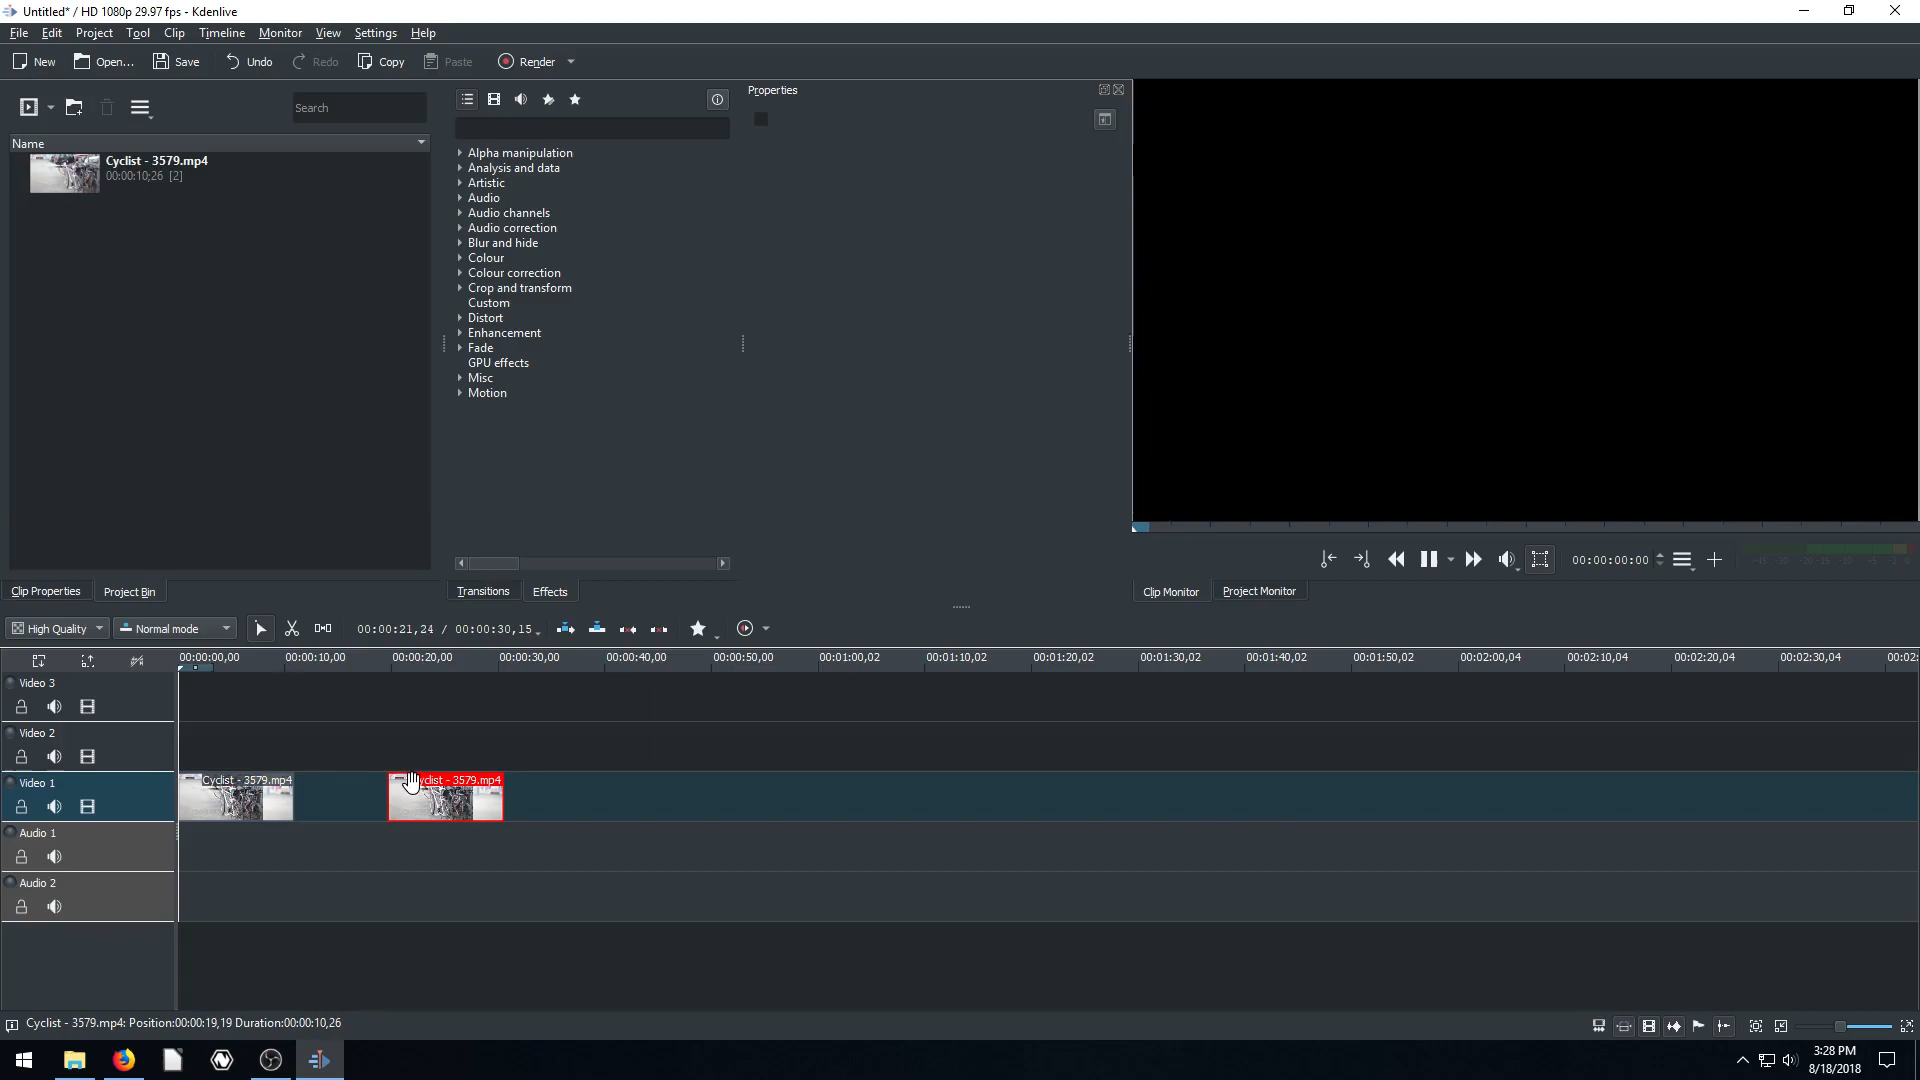 Untitled* / HD 1080p 29.97 fps - Kdenlive
File Edit Project Tool Clip Timeline Monitor View Settings Help
New Open... Save Undo Redo Copy Paste Render
Search
Properties
Name
Cyclist - 3579.mp4
00:00:10;26 [2]
Alpha manipulation
Analysis and data
Artistic
Audio
Audio channels
Audio correction
Blur and hide
Colour
Colour correction
Crop and transform
Custom
Distort
Enhancement
Fade
GPU effects
Misc
Motion
00:00:00:00
Clip Properties Project Bin Transitions Effects Clip Monitor Project Monitor
High Quality Normal mode 00:00:21,24 / 00:00:30,15
00:00:00,00 00:00:10,00 00:00:20,00 00:00:30,00 00:00:40,00 00:00:50,00 00:01:00,02 00:01:10,02 00:01:20,02 00:01:30,02 00:01:40,02 00:01:50,02 00:02:00,04 00:02:10,04 00:02:20,04 00:02:30,04 00:02:
Video 3
Video 2
Video 1
Cyclist - 3579.mp4 yclist - 3579.mp4
Audio 1
Audio 2
Cyclist - 3579.mp4: Position:00:00:19,19 Duration:00:00:10,26
3:28 PM
8/18/2018